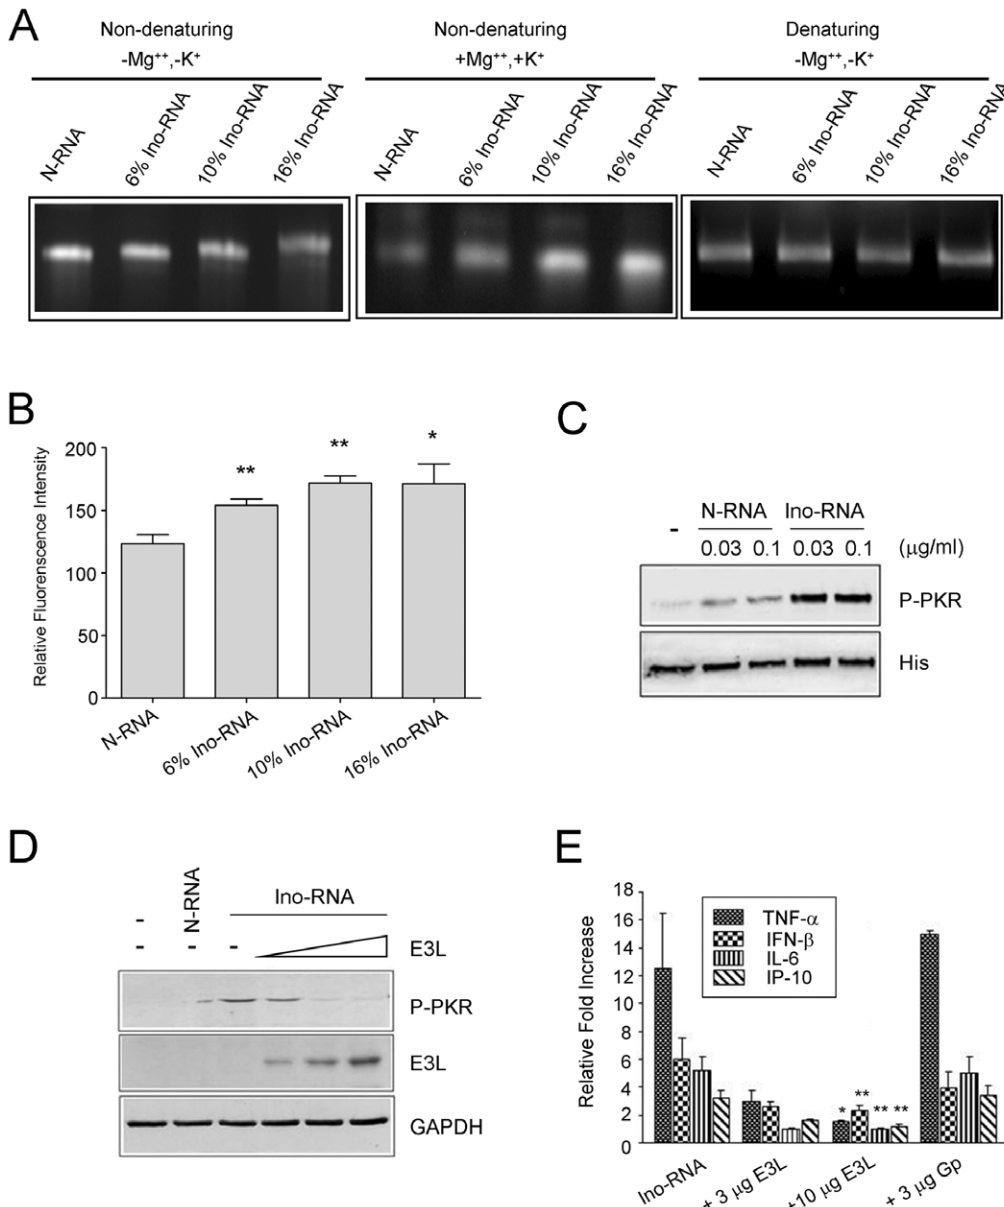 A
Non-denaturing
-Mg⁺⁺,-K⁺
Non-denaturing
+Mg⁺⁺,+K⁺
Denaturing
-Mg⁺⁺,-K⁺
N-RNA
6% Ino-RNA
10% Ino-RNA
16% Ino-RNA
N-RNA
6% Ino-RNA
10% Ino-RNA
16% Ino-RNA
N-RNA
6% Ino-RNA
10% Ino-RNA
16% Ino-RNA
B
Relative Fluorenscence Intensity
200
150
100
50
0
**
**
*
N-RNA
6% Ino-RNA
10% Ino-RNA
16% Ino-RNA
C
-
N-RNA
Ino-RNA
0.03 0.1 0.03 0.1 (μg/ml)
P-PKR
His
D
-
N-RNA
Ino-RNA
- - - E3L
P-PKR
E3L
GAPDH
E
Relative Fold Increase
18
16
14
12
10
8
6
4
2
0
TNF-α
IFN-β
IL-6
IP-10
* ** ** **
Ino-RNA
+ 3 μg E3L
+10 μg E3L
+ 3 μg Gp